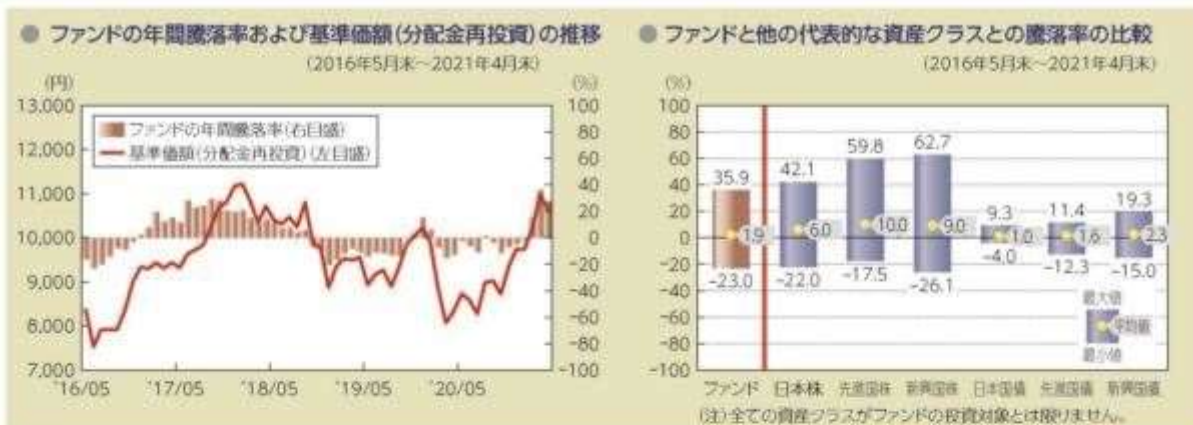 ● ファンドの年間騰落率および基準価額(分配金再投資)の推移
(2016年5月末～2021年4月末)
(円)
(%)
13,000
12,000
11,000
10,000
9,000
8,000
7,000
100
80
60
40
20
0
-20
-40
-60
-80
-100
ファンドの年間騰落率(右目盛)
基準価額(分配金再投資)(左目盛)
'16/05 '17/05 '18/05 '19/05 '20/05
● ファンドと他の代表的な資産クラスとの騰落率の比較
(2016年5月末～2021年4月末)
(%)
100
80
60
40
20
0
-20
-40
-60
-80
-100
35.9 42.1 59.8 62.7 9.3 11.4 19.3
1.9 6.0 10.0 9.0 1.0 1.6 2.3
-23.0 -22.0 -17.5 -26.1 -4.0 -12.3 -15.0
最大値
平均値
最小値
ファンド 日本株 先進国株 新興国株 日本国債 先進国債 新興国債
(注)全ての資産クラスがファンドの投資対象とは限りません。